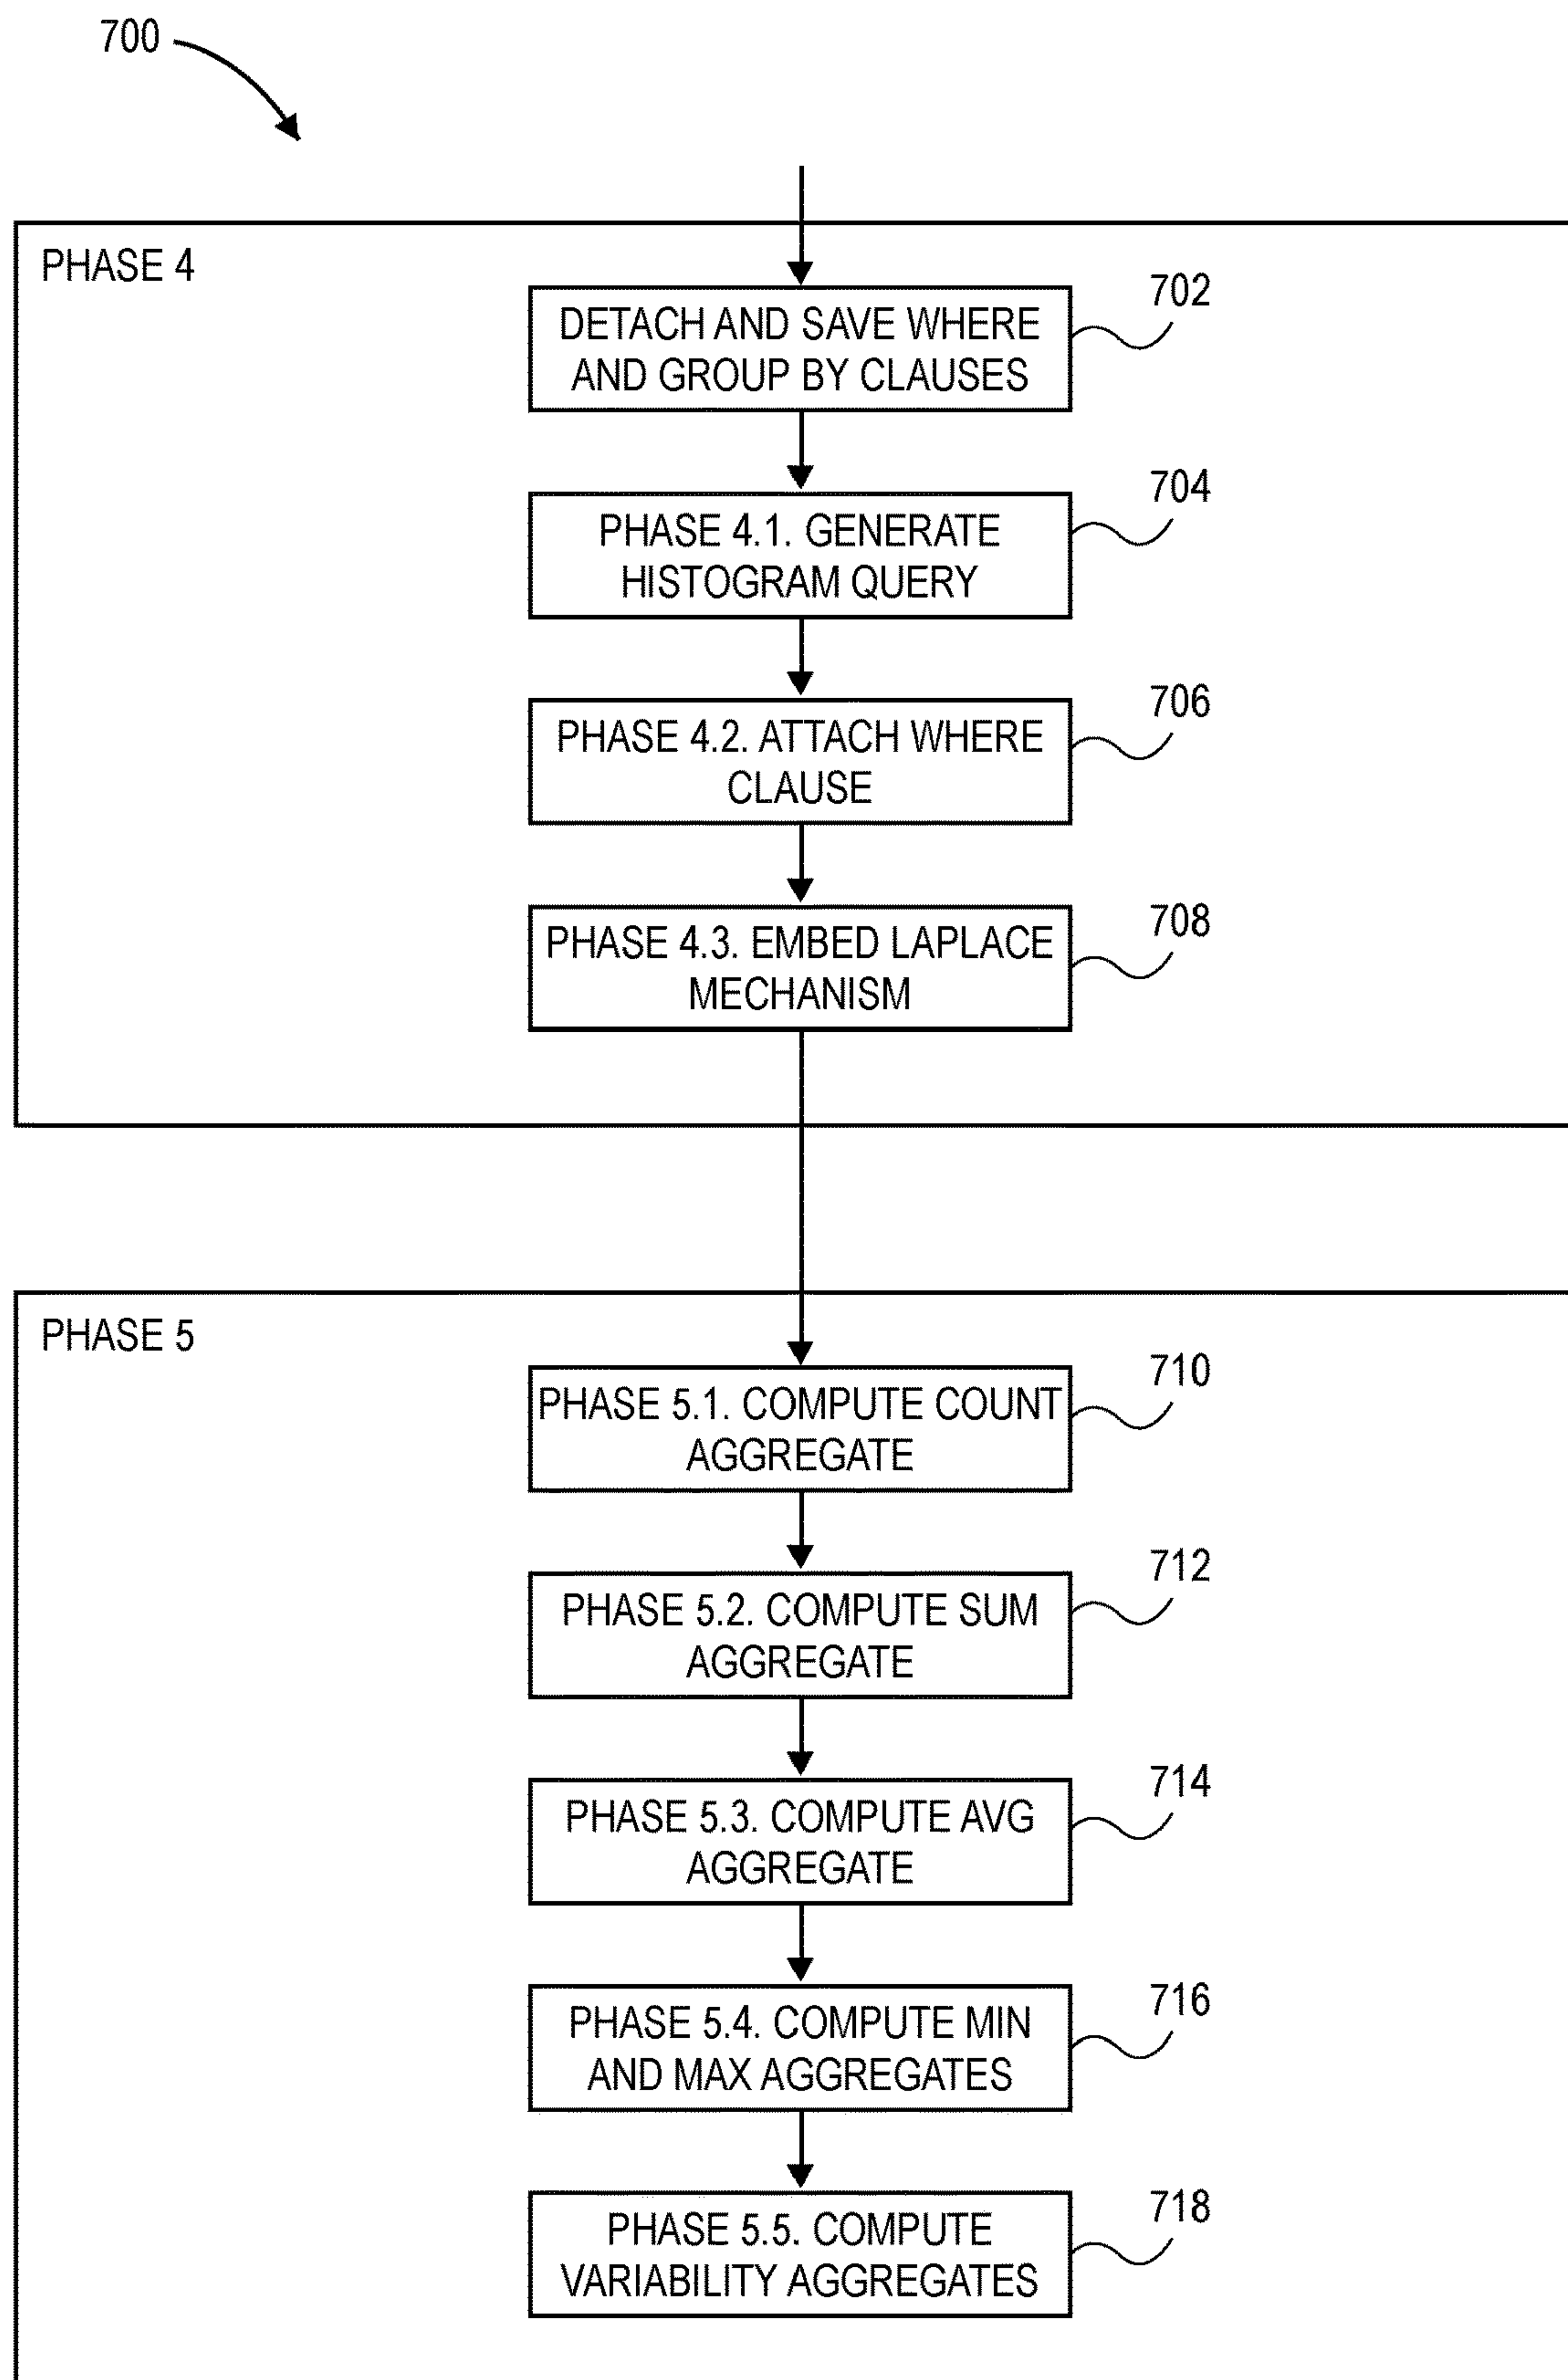 700
PHASE 4
DETACH AND SAVE WHERE
AND GROUP BY CLAUSES
702
PHASE 4.1. GENERATE
HISTOGRAM QUERY
704
PHASE 4.2. ATTACH WHERE
CLAUSE
706
PHASE 4.3. EMBED LAPLACE
MECHANISM
708
PHASE 5
PHASE 5.1. COMPUTE COUNT
AGGREGATE
710
PHASE 5.2. COMPUTE SUM
AGGREGATE
712
PHASE 5.3. COMPUTE AVG
AGGREGATE
714
PHASE 5.4. COMPUTE MIN
AND MAX AGGREGATES
716
PHASE 5.5. COMPUTE
VARIABILITY AGGREGATES
718